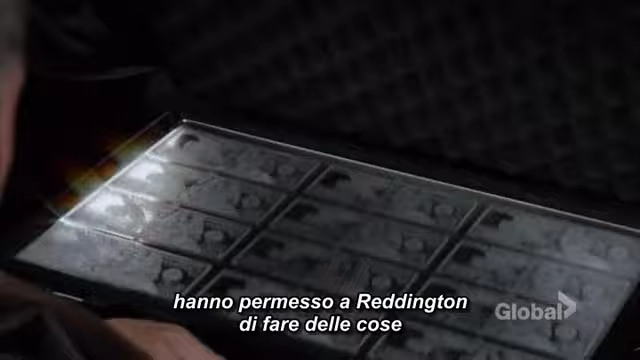 hanno permesso a Reddington
di fare delle cose
Global